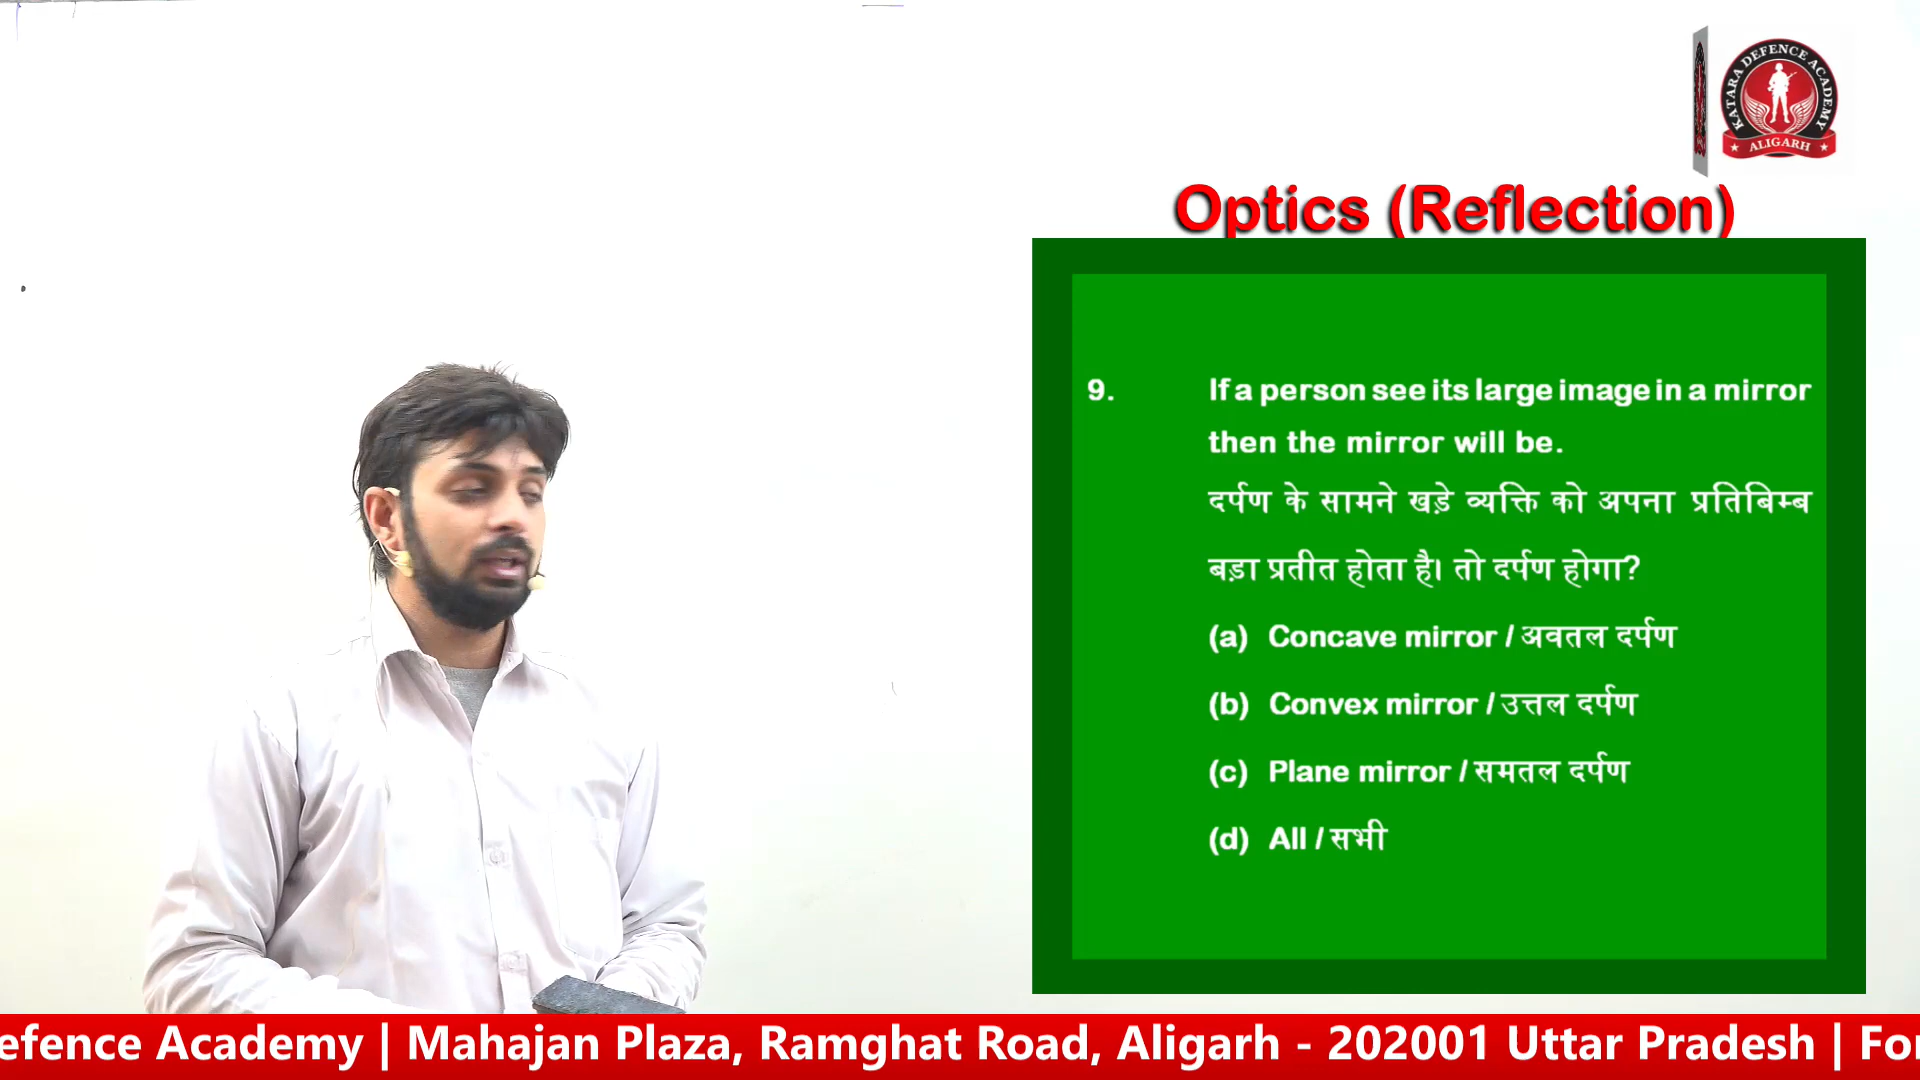 KATARA DEFENCE ACADEMY
ALIGARH
Optics (Reflection)
9. If a person see its large image in a mirror
then the mirror will be.
दर्पण के सामने खड़े व्यक्ति को अपना प्रतिबिम्ब
बड़ा प्रतीत होता है। तो दर्पण होगा?
(a) Concave mirror / अवतल दर्पण
(b) Convex mirror / उत्तल दर्पण
(c) Plane mirror / समतल दर्पण
(d) All / सभी
efence Academy | Mahajan Plaza, Ramghat Road, Aligarh - 202001 Uttar Pradesh | For